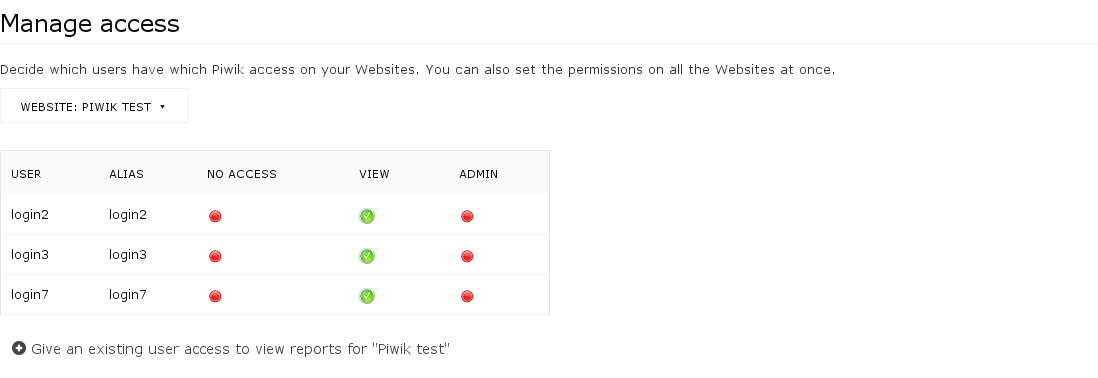 Manage access
Decide which users have which Piwik access on your Websites. You can also set the permissions on all the Websites at once.
WEBSITE: PIWIK TEST
USER ALIAS NO ACCESS VIEW ADMIN
login2 login2
login3 login3
login7 login7
Give an existing user access to view reports for "Piwik test"